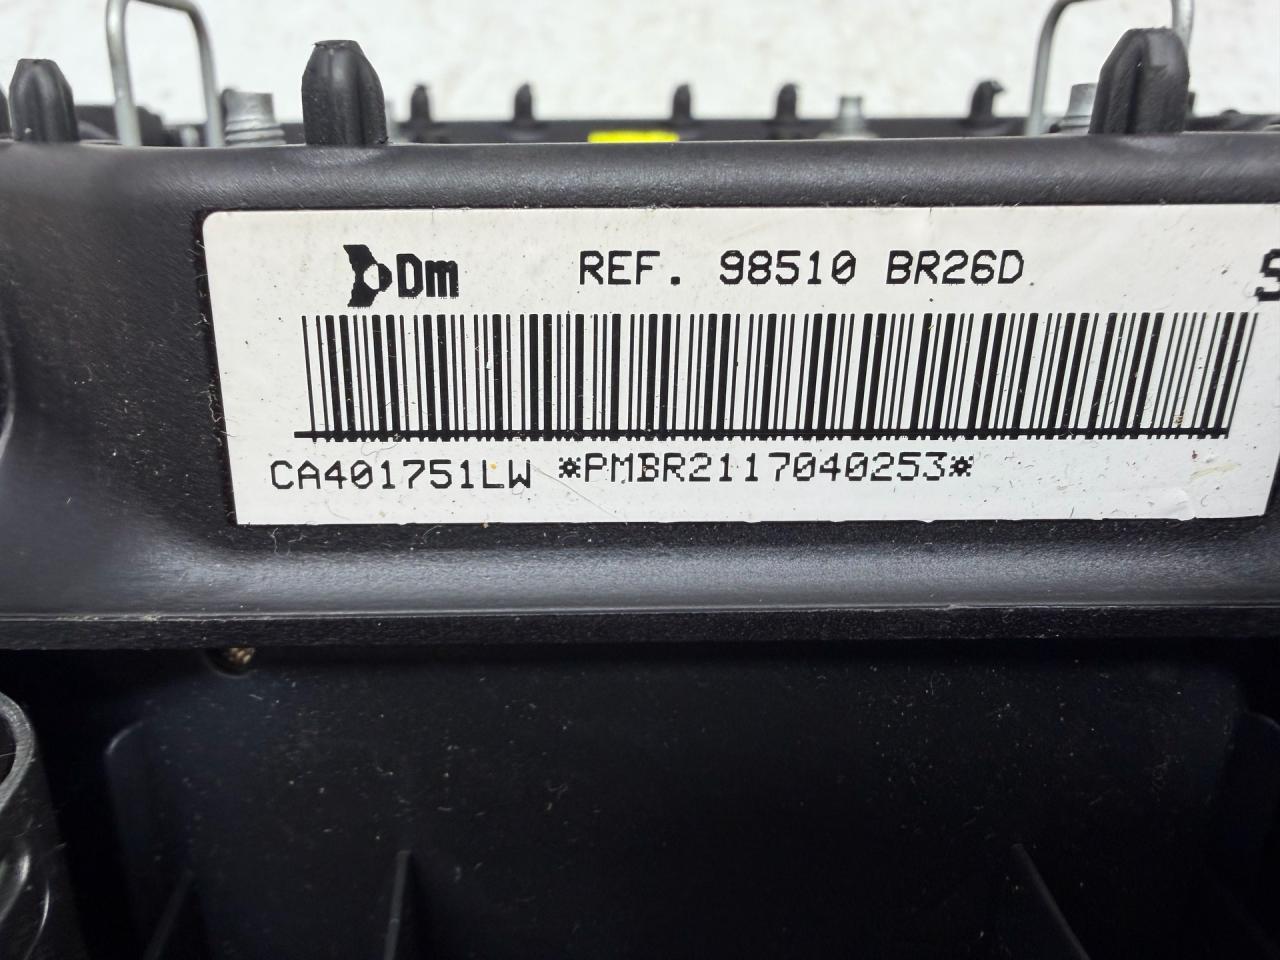 Dm REF. 98510 BR26D S
CA401751LW *PMBR2117040253*